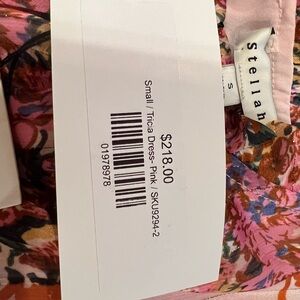 $218.00
Small / Tricia Dress- Pink / SKU9294-2
01978978
Stellah
S